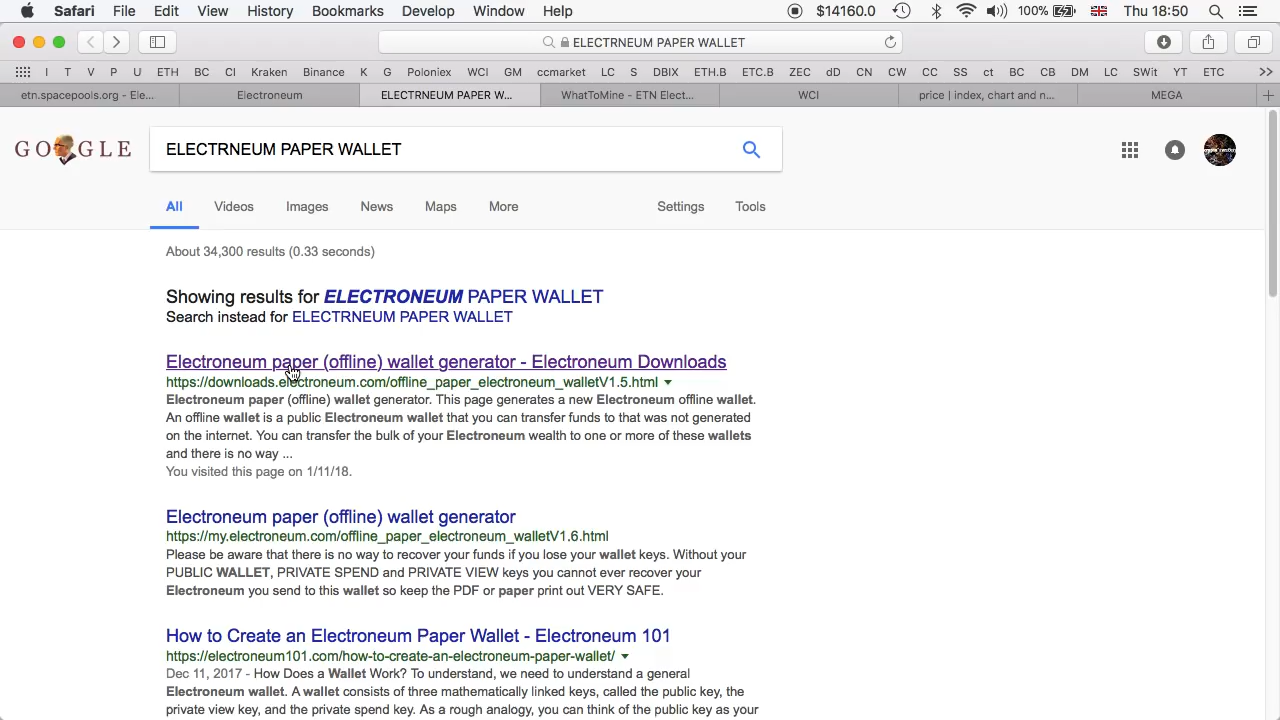 Safari File Edit View History Bookmarks Develop Window Help $14160.0 100% Thu 18:50
ELECTRNEUM PAPER WALLET
I T V P U ETH BC CI Kraken Binance K G Poloniex WCI GM ccmarket LC S DBIX ETH.B ETC.B ZEC dD CN CW CC SS ct BC CB DM LC SWit YT ETC >>
etn.spacepools.org - Ele... Electroneum ELECTRNEUM PAPER W... WhatToMine - ETN Elect... WCI price | index, chart and n... MEGA +
GOOGLE ELECTRNEUM PAPER WALLET
All Videos Images News Maps More Settings Tools
About 34,300 results (0.33 seconds)
Showing results for ELECTRONEUM PAPER WALLET
Search instead for ELECTRNEUM PAPER WALLET
Electroneum paper (offline) wallet generator - Electroneum Downloads
https://downloads.electroneum.com/offline_paper_electroneum_walletV1.5.html
Electroneum paper (offline) wallet generator. This page generates a new Electroneum offline wallet.
An offline wallet is a public Electroneum wallet that you can transfer funds to that was not generated
on the internet. You can transfer the bulk of your Electroneum wealth to one or more of these wallets
and there is no way ...
You visited this page on 1/11/18.
Electroneum paper (offline) wallet generator
https://my.electroneum.com/offline_paper_electroneum_walletV1.6.html
Please be aware that there is no way to recover your funds if you lose your wallet keys. Without your
PUBLIC WALLET, PRIVATE SPEND and PRIVATE VIEW keys you cannot ever recover your
Electroneum you send to this wallet so keep the PDF or paper print out VERY SAFE.
How to Create an Electroneum Paper Wallet - Electroneum 101
https://electroneum101.com/how-to-create-an-electroneum-paper-wallet/
Dec 11, 2017 - How Does a Wallet Work? To understand, we need to understand a general
Electroneum wallet. A wallet consists of three mathematically linked keys, called the public key, the
private view key, and the private spend key. As a rough analogy, you can think of the public key as your